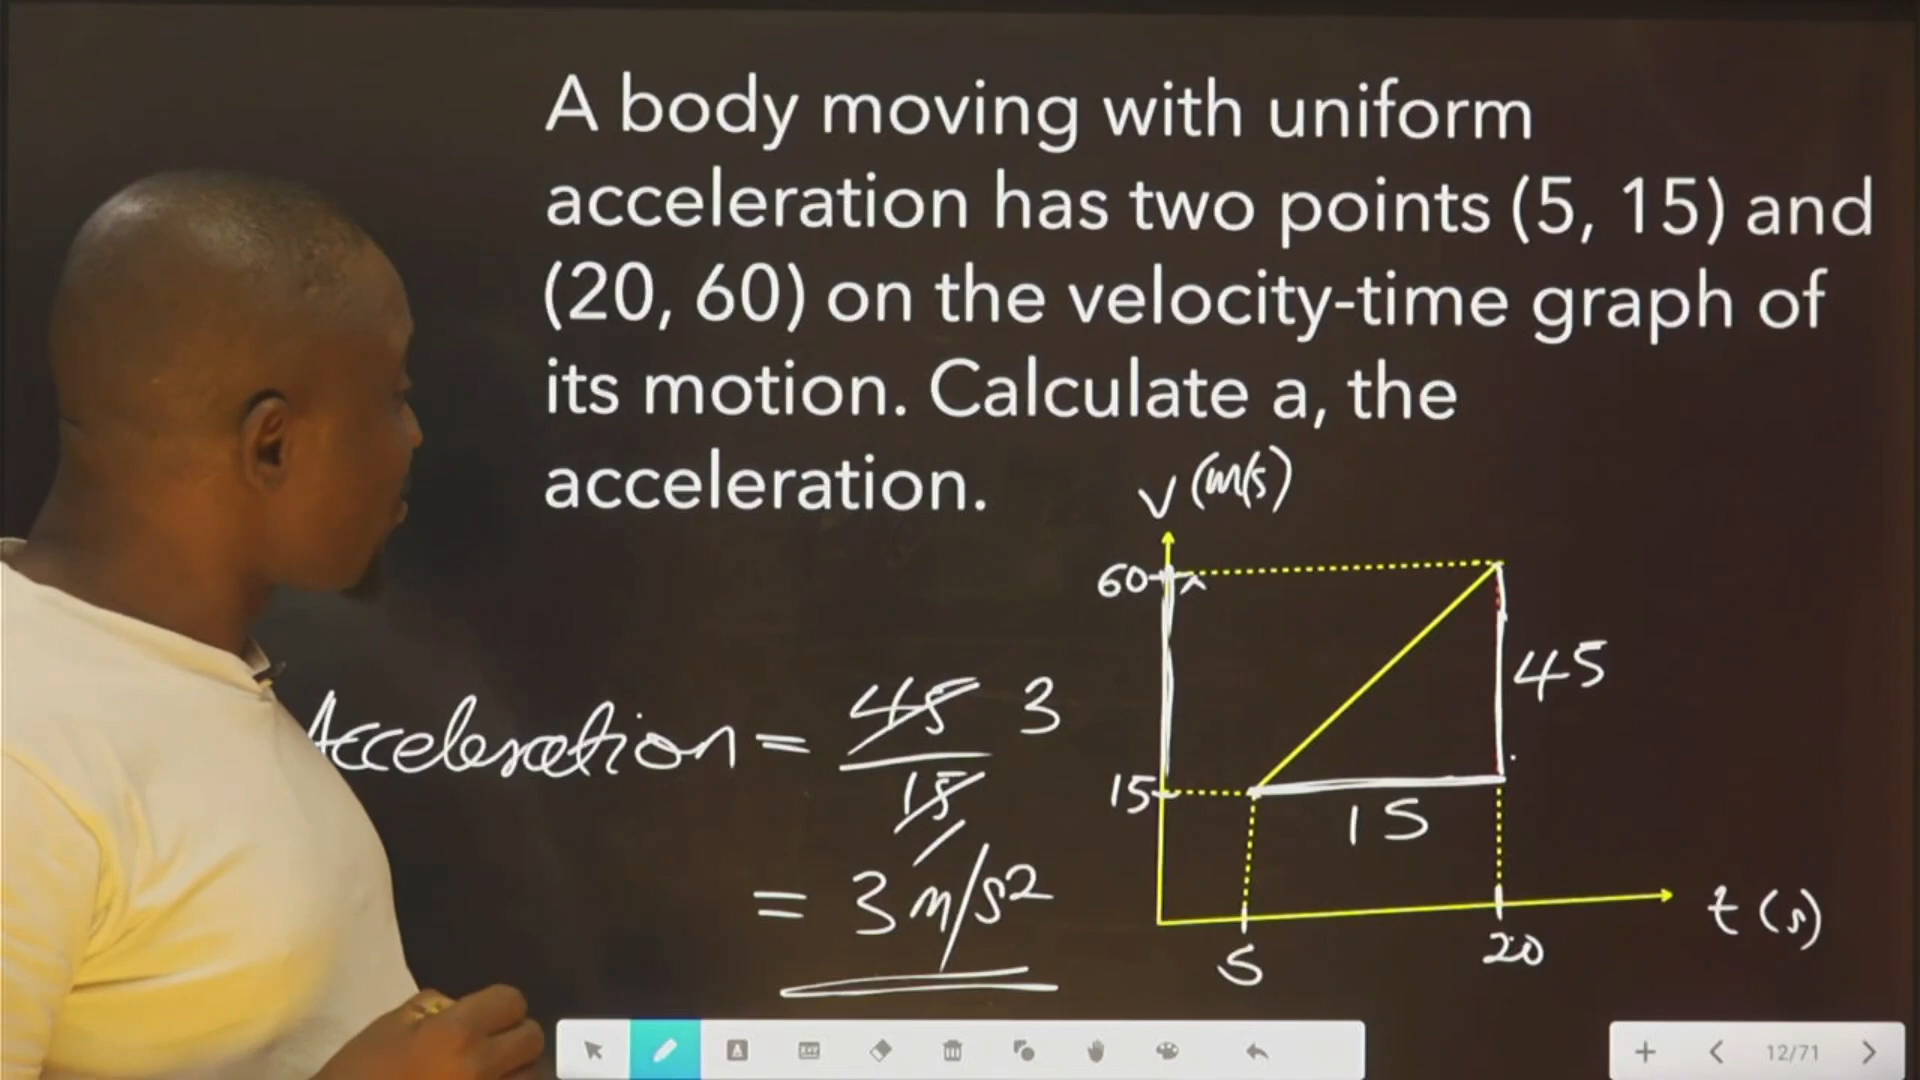 A body moving with uniform
acceleration has two points (5, 15) and
(20, 60) on the velocity-time graph of
its motion. Calculate a, the
acceleration.
V (m/s)
60
45
15
15
5
20
t (s)
Acceleration = 45 3
15
= 3 m/s2
12/71